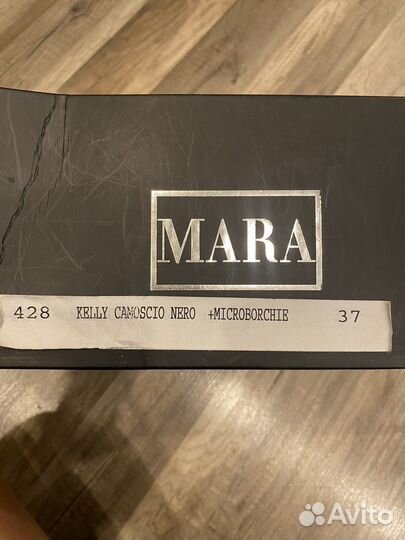 MARA
428 KELLY CAMOSCIO NERO +MICROBORCHIE 37
Avito